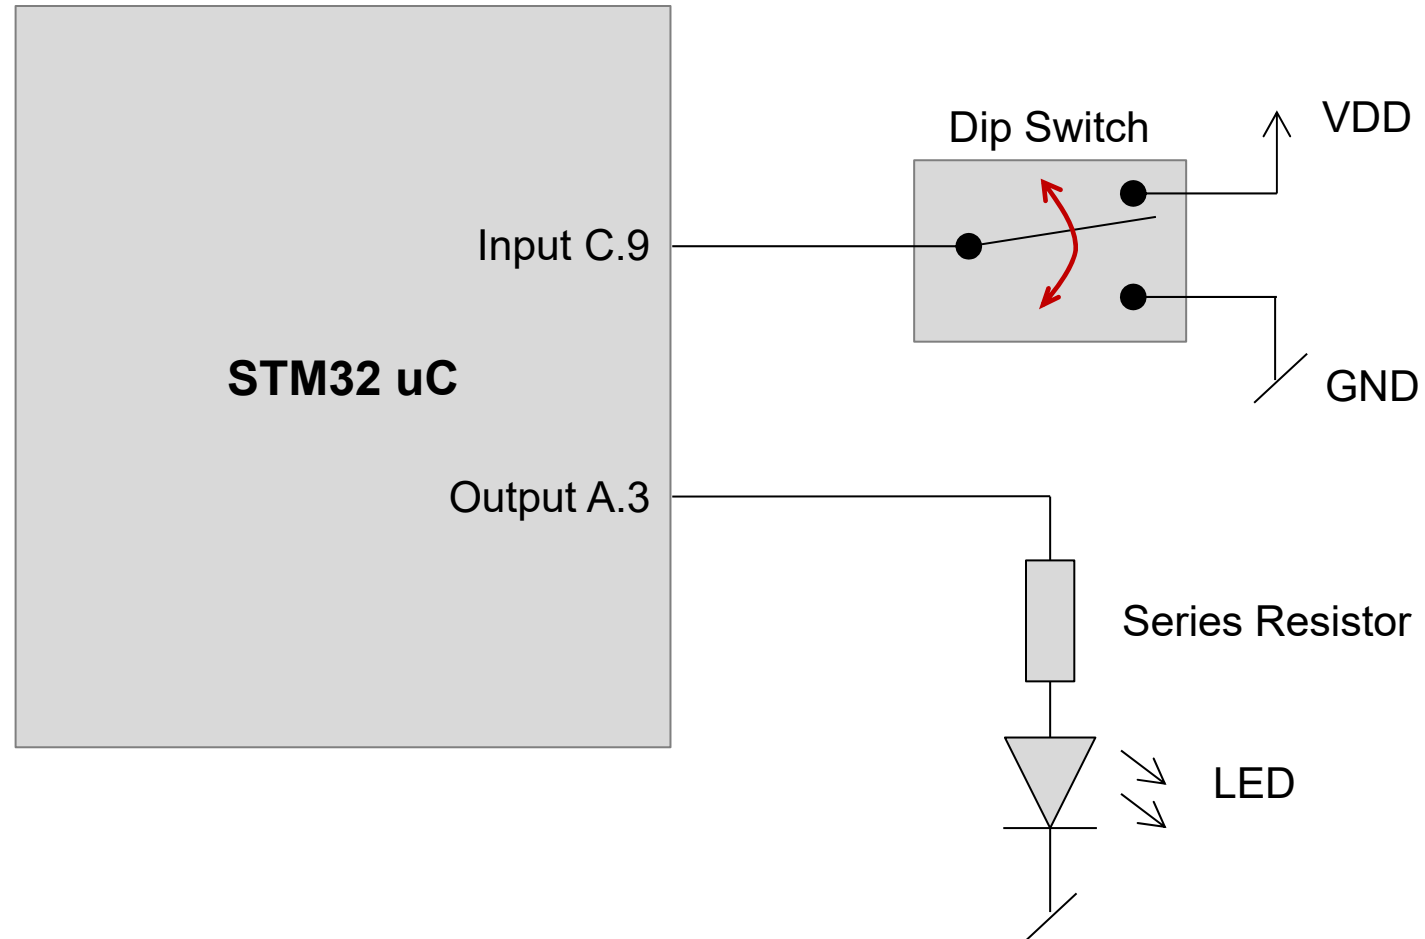 Dip Switch
VDD
Input C.9
STM32 uC
GND
Output A.3
Series Resistor
LED